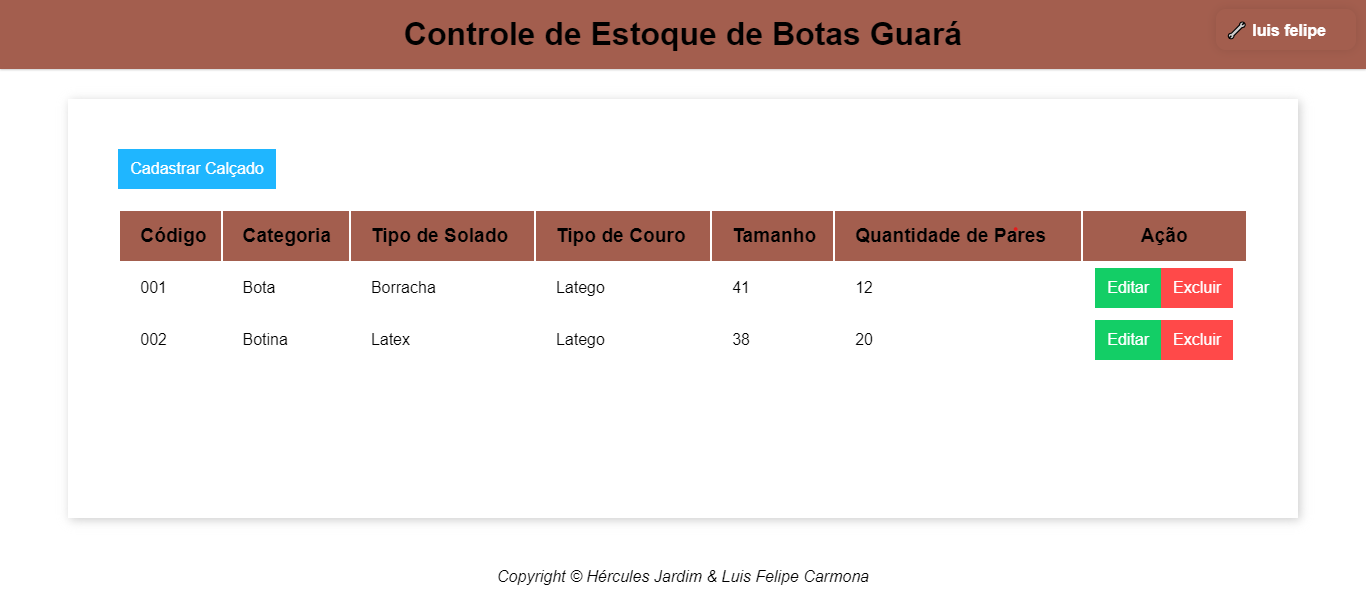 Controle de Estoque de Botas Guará
luis felipe
Cadastrar Calçado
Código Categoria Tipo de Solado Tipo de Couro Tamanho Quantidade de Pares Ação
001 Bota Borracha Latego 41 12 Editar Excluir
002 Botina Latex Latego 38 20 Editar Excluir
Copyright © Hércules Jardim & Luis Felipe Carmona